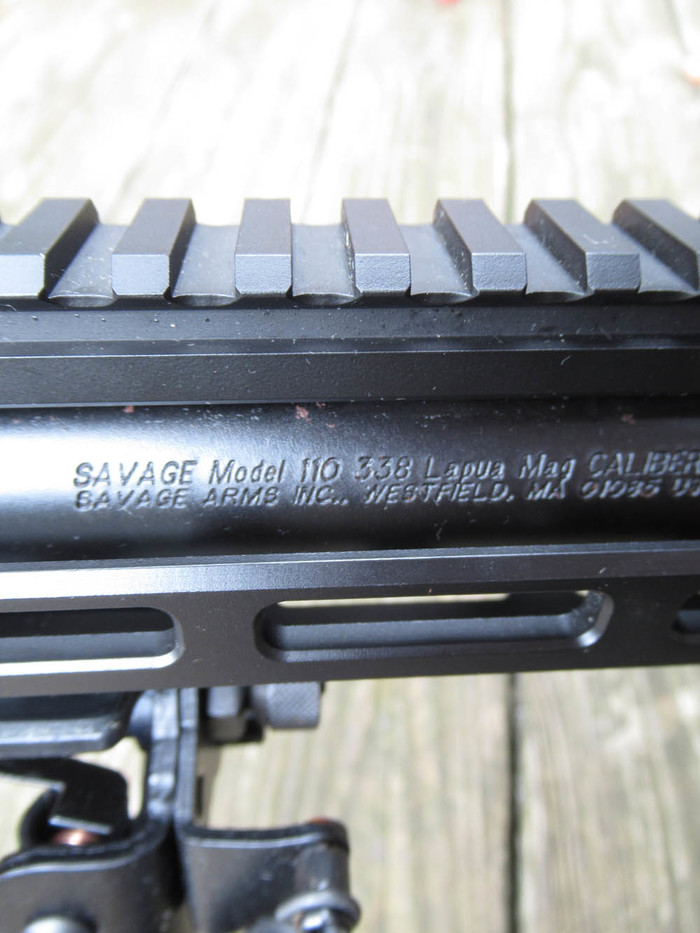 SAVAGE Model 110 338 Lapua Mag CALIBER
SAVAGE ARMS INC., WESTFIELD, MA 01085